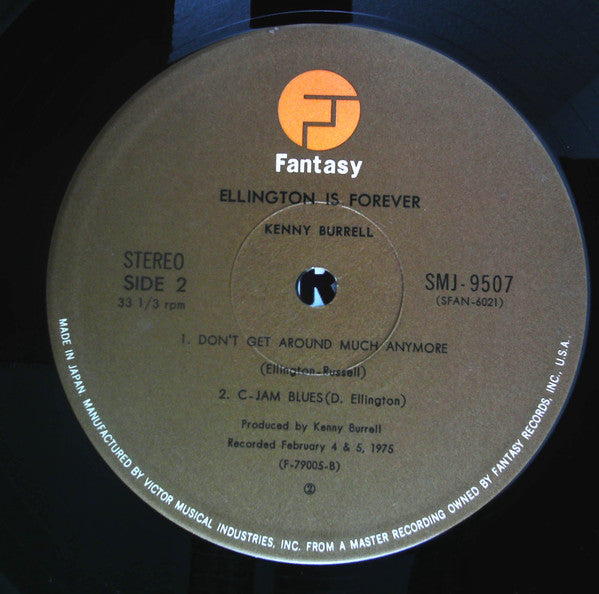 Fantasy
ELLINGTON IS FOREVER
KENNY BURRELL
STEREO
SIDE 2
33 1/3 rpm
SMJ-9507
(SFAN-6021)
1. DON'T GET AROUND MUCH ANYMORE
(Ellington-Russell)
2. C-JAM BLUES(D. Ellington)
Produced by Kenny Burrell
Recorded February 4 & 5, 1975
(F-79005-B)
②
MADE IN JAPAN. MANUFACTURED BY VICTOR MUSICAL INDUSTRIES, INC. FROM A MASTER RECORDING OWNED BY FANTASY RECORDS, INC., U.S.A.